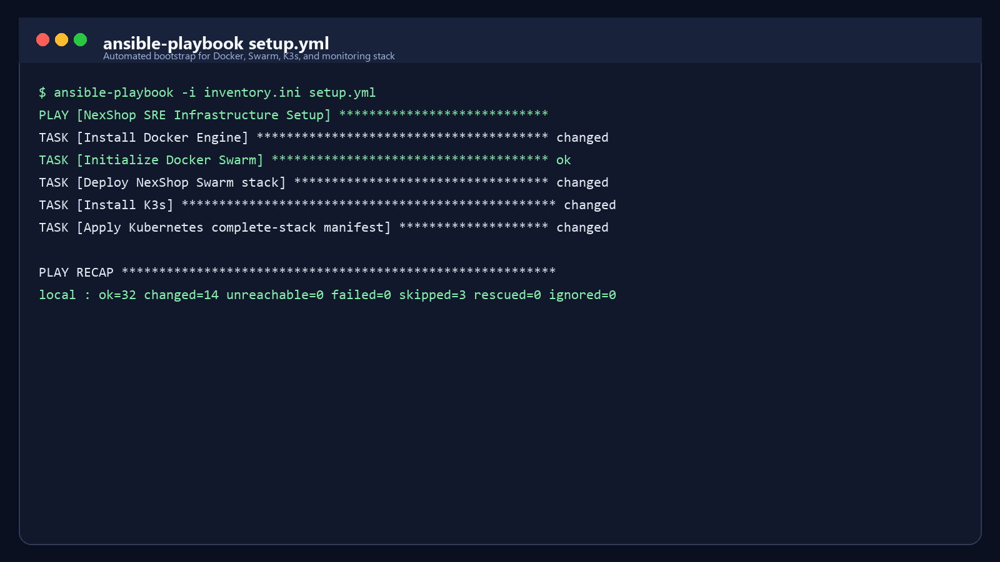 ansible-playbook setup.yml
Automated bootstrap for Docker, Swarm, K3s, and monitoring stack
$ ansible-playbook -i inventory.ini setup.yml
PLAY [NexShop SRE Infrastructure Setup] ****************************
TASK [Install Docker Engine] *************************************** changed
TASK [Initialize Docker Swarm] ************************************* ok
TASK [Deploy NexShop Swarm stack] ********************************** changed
TASK [Install K3s] ************************************************** changed
TASK [Apply Kubernetes complete-stack manifest] ******************** changed
PLAY RECAP **********************************************************
local : ok=32 changed=14 unreachable=0 failed=0 skipped=3 rescued=0 ignored=0